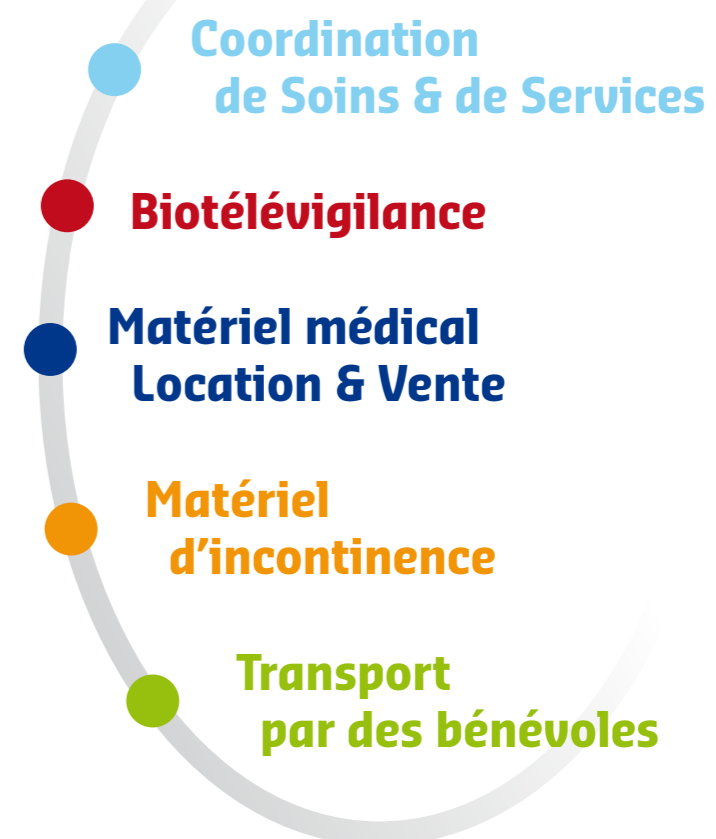 Coordination
de Soins & de Services
Biotélévigilance
Matériel médical
Location & Vente
Matériel
d’incontinence
Transport
par des bénévoles